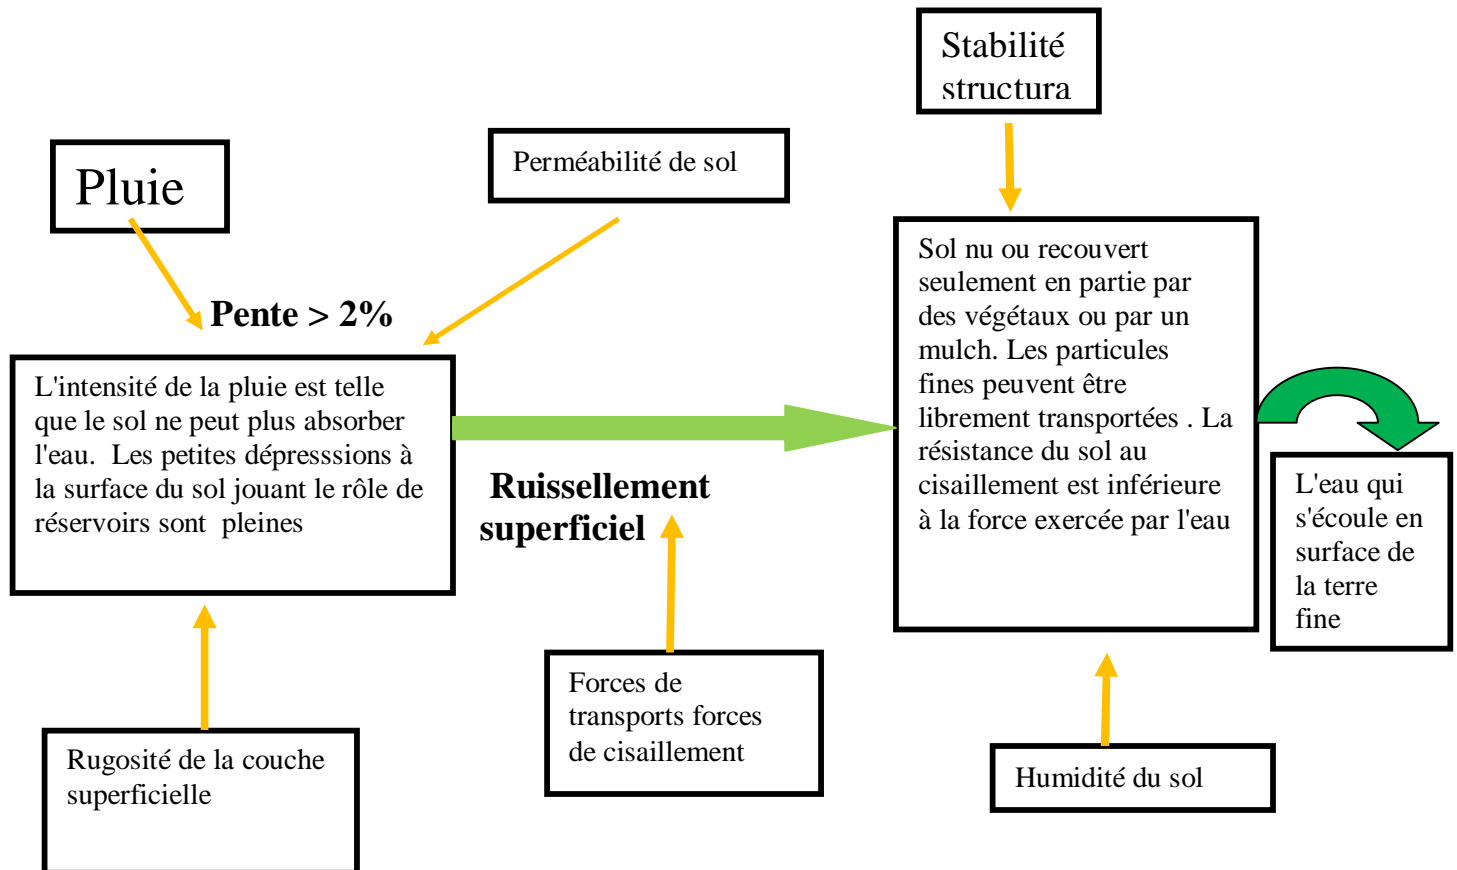 Stabilité
structura
Pluie
Perméabilité de sol
Pente > 2%
L'intensité de la pluie est telle
que le sol ne peut plus absorber
l'eau.  Les petites dépresssions à
la surface du sol jouant le rôle de
réservoirs sont  pleines
Ruissellement
superficiel
Sol nu ou recouvert
seulement en partie par
des végétaux ou par un
mulch. Les particules
fines peuvent être
librement transportées . La
résistance du sol au
cisaillement est inférieure
à la force exercée par l'eau
L'eau qui
s'écoule en
surface de
la terre
fine
Rugosité de la couche
superficielle
Forces de
transports forces
de cisaillement
Humidité du sol